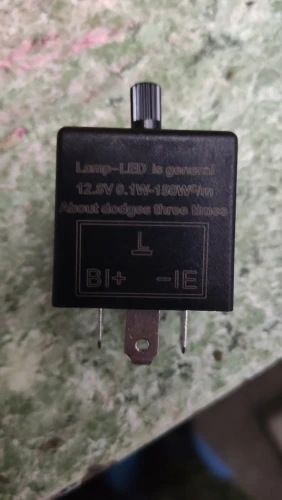 Lamp-LED is general
12.8V 0.1W-150W℃/m
About dodges three times
L
BI+ -IE